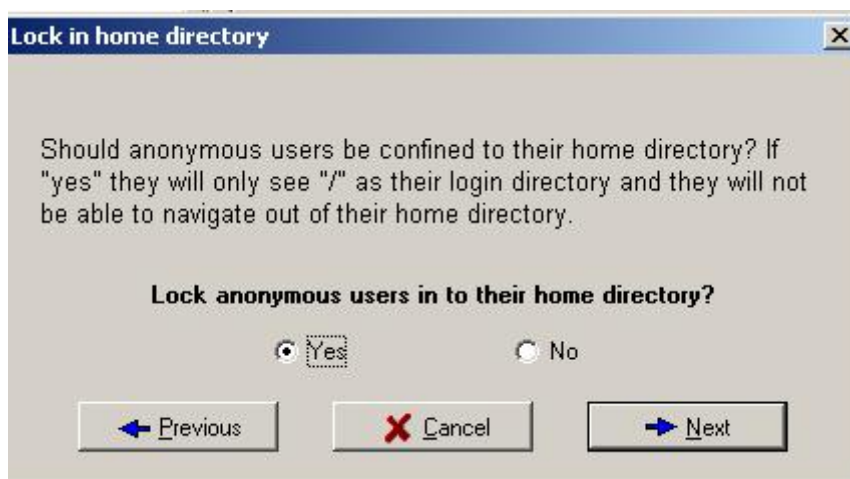 Lock in home directory
Should anonymous users be confined to their home directory? If
"yes" they will only see "/" as their login directory and they will not
be able to navigate out of their home directory.
Lock anonymous users in to their home directory?
Yes No
Previous Cancel Next